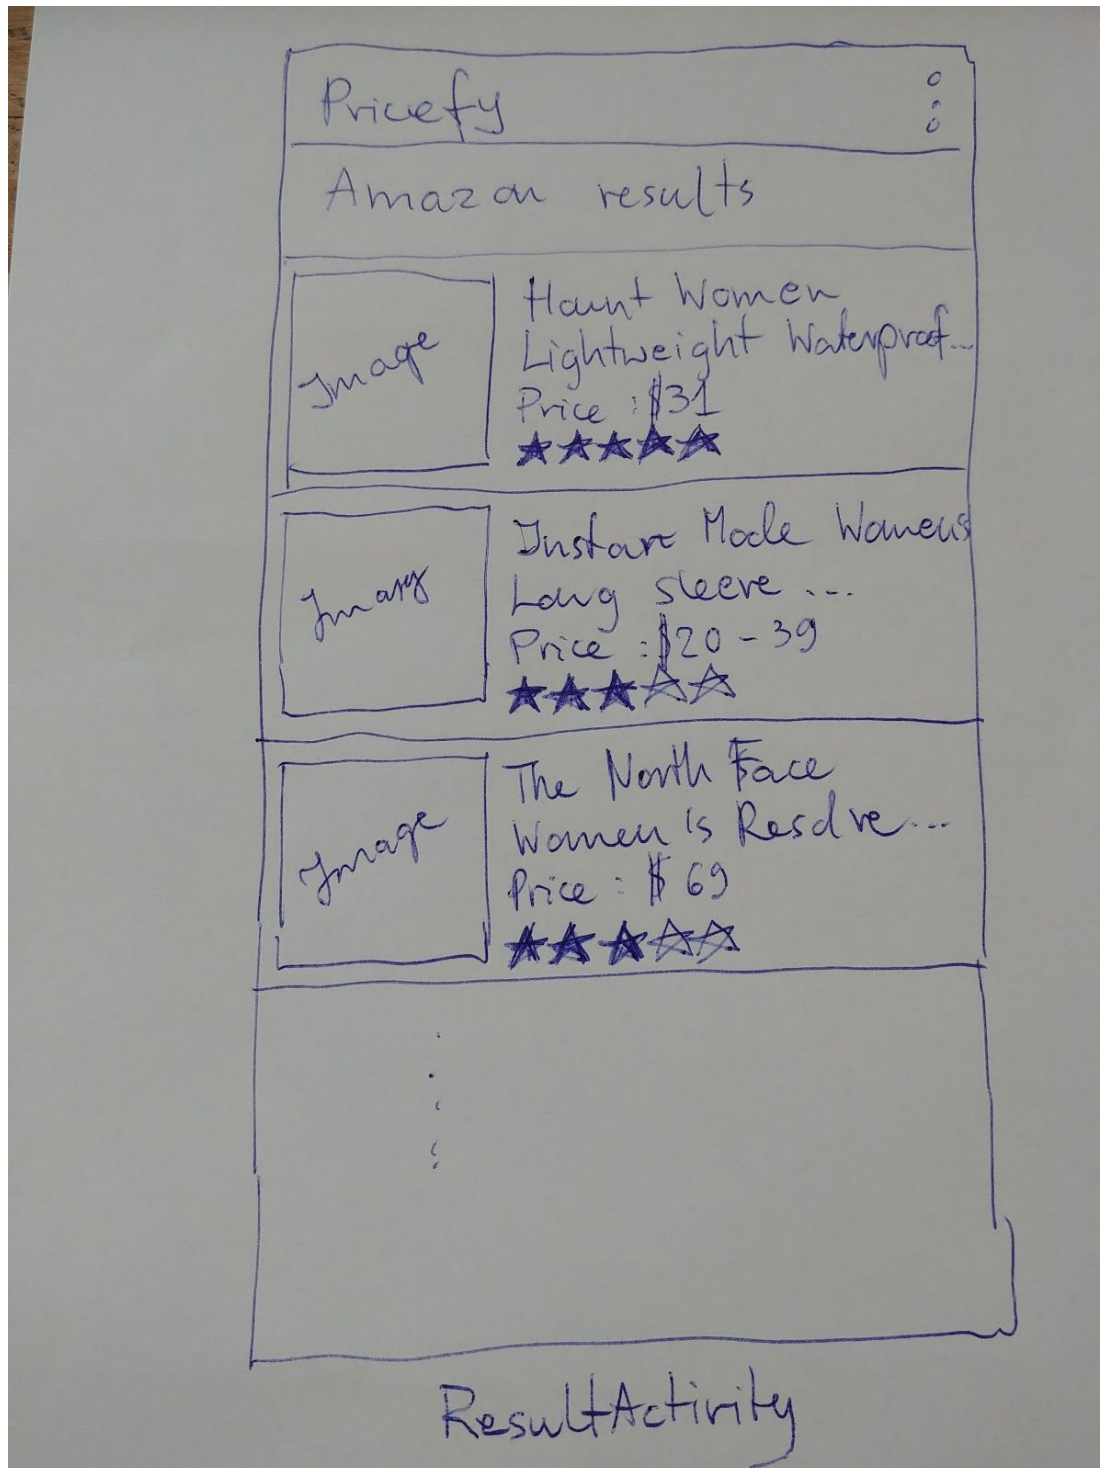 Pricefy
Amazon results
Image
Haunt Women
Lightweight Waterproof...
Price : $31
Image
Mode Womens
Long sleeve ...
Price : $20 - 39
Image
The North Face
Women's Resolve...
Price : $ 69
ResultActivity